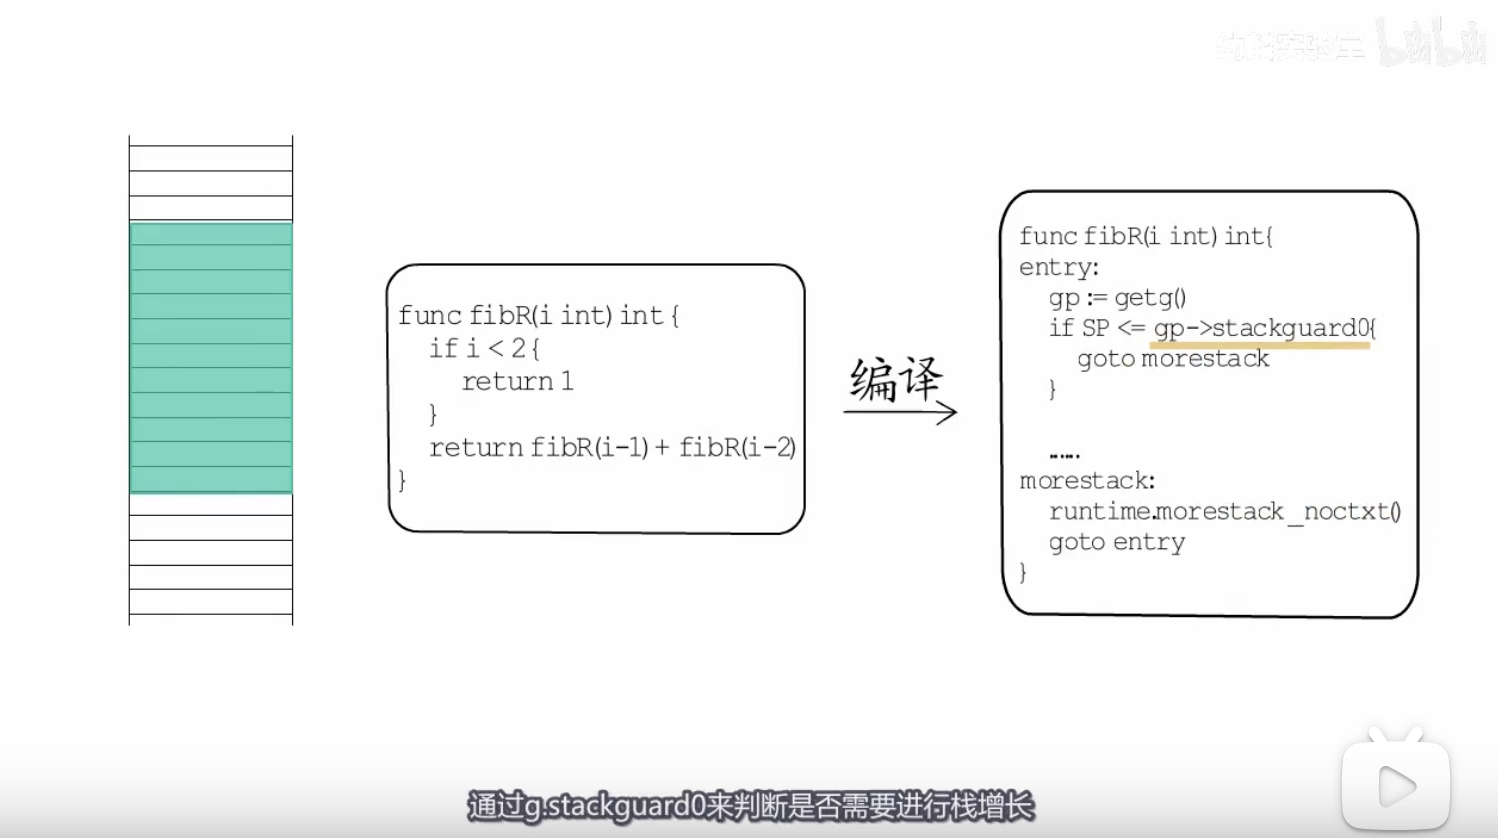 bilibili
func fibR(i int) int {
if i < 2 {
return 1
}
return fibR(i-1) + fibR(i-2)
}
编译
func fibR(i int) int{
entry:
gp := getg()
if SP <= gp->stackguard0{
goto morestack
}
......
morestack:
runtime.morestack_noctxt()
goto entry
}
通过g.stackguard0来判断是否需要进行栈增长